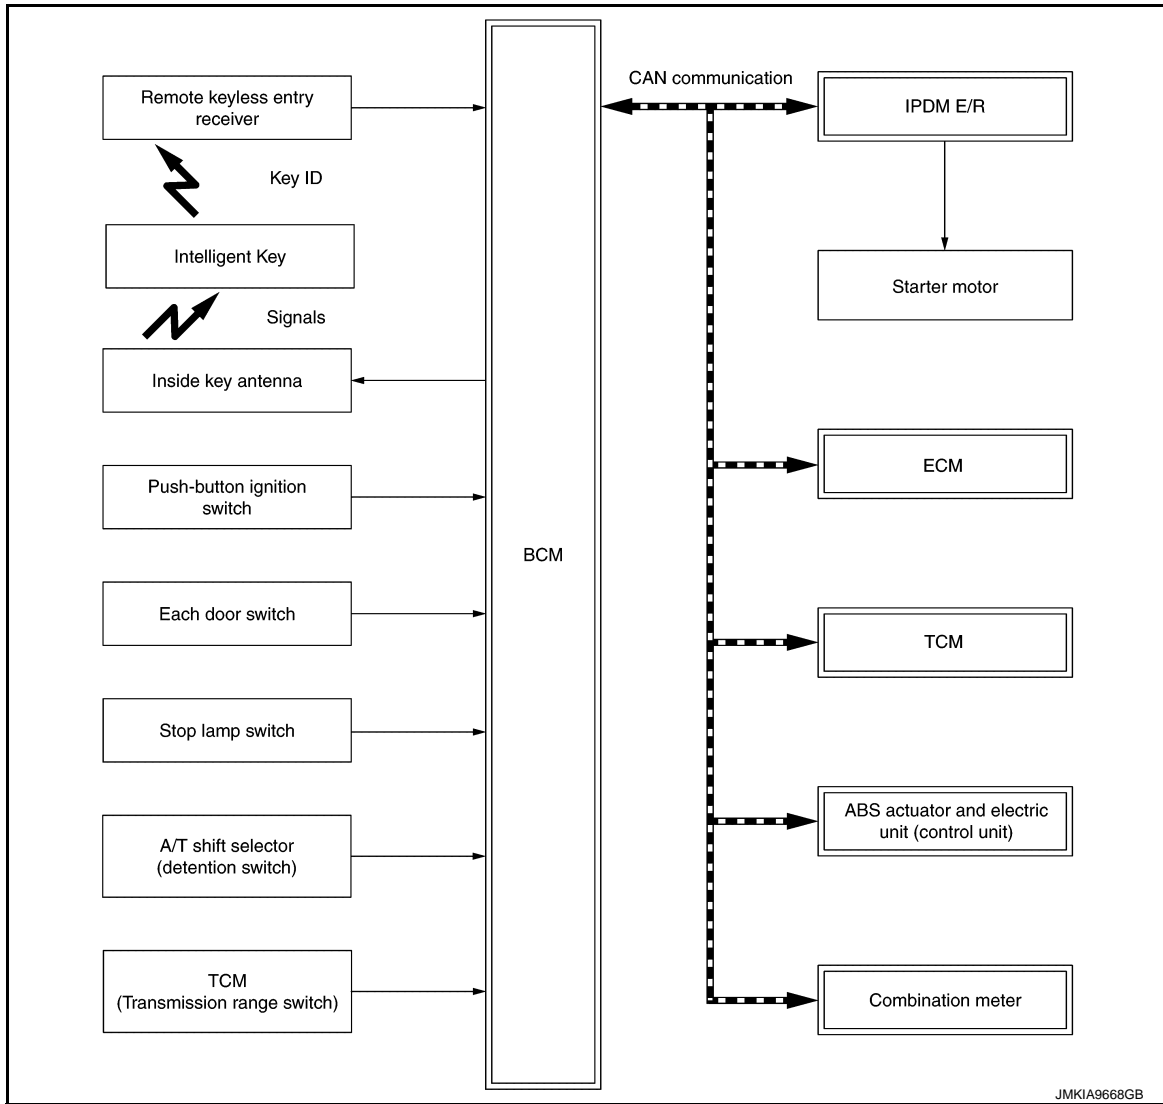 CAN communication
Remote keyless entry
receiver
IPDM E/R
Key ID
Intelligent Key
Starter motor
Signals
Inside key antenna
ECM
Push-button ignition
switch
BCM
Each door switch
TCM
Stop lamp switch
ABS actuator and electric
unit (control unit)
A/T shift selector
(detention switch)
TCM
(Transmission range switch)
Combination meter
JMKIA9668GB